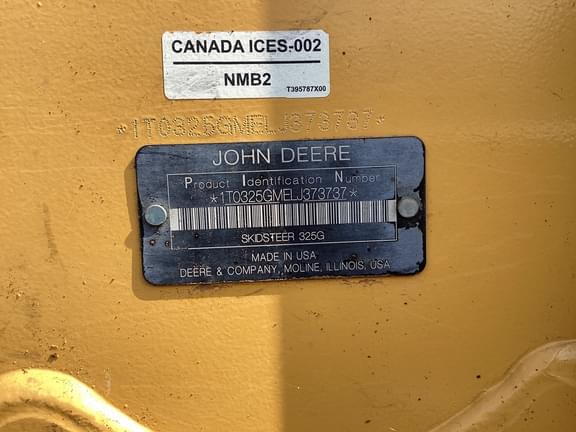 CANADA ICES-002
NMB2
T395787X00
*1T0325GMELJ373737*
JOHN DEERE
Product Identification Number
*1T0325GMELJ373737*
SKIDSTEER 325G
MADE IN USA
DEERE & COMPANY, MOLINE, ILLINOIS, USA